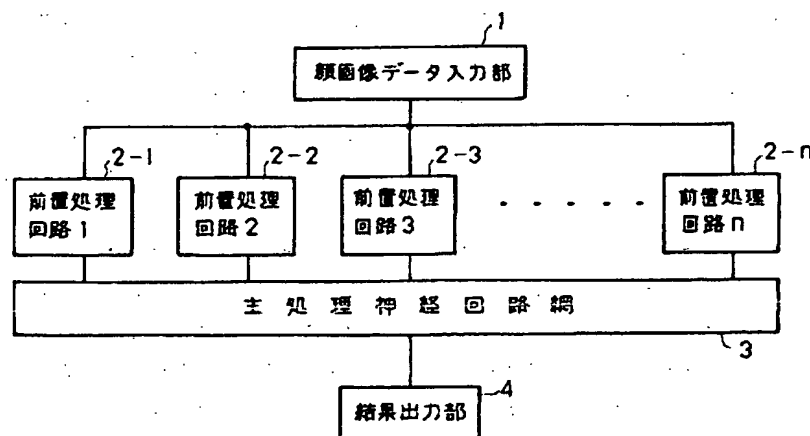 1
顔画像データ入力部
2-1
2-2
2-3
2-n
前置処理
回路1
前置処理
回路2
前置処理
回路3
前置処理
回路n
主処理神経回路網
3
4
結果出力部